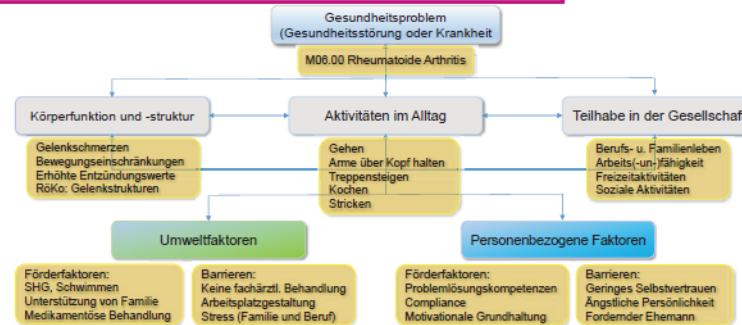 Gesundheitsproblem
(Gesundheitsstörung oder Krankheit
M06.00 Rheumatoide Arthritis
Körperfunktion und -struktur
Aktivitäten im Alltag
Teilhabe in der Gesellschaf
Gelenkschmerzen
Bewegungseinschränkungen
Erhöhte Entzündungswerte
RöKo: Gelenkstrukturen
Gehen
Arme über Kopf halten
Treppensteigen
Kochen
Stricken
Berufs- u. Familienleben
Arbeits(-un-)fähigkeit
Freizeitaktivitäten
Soziale Aktivitäten
Umweltfaktoren
Personenbezogene Faktoren
Förderfaktoren:
SHG, Schwimmen
Unterstützung von Familie
Medikamentöse Behandlung
Barrieren:
Keine fachärztl. Behandlung
Arbeitsplatzgestaltung
Stress (Familie und Beruf)
Förderfaktoren:
Problemlösungskompetenzen
Compliance
Motivationale Grundhaltung
Barrieren:
Geringes Selbstvertrauen
Ängstliche Persönlichkeit
Fordernder Ehemann